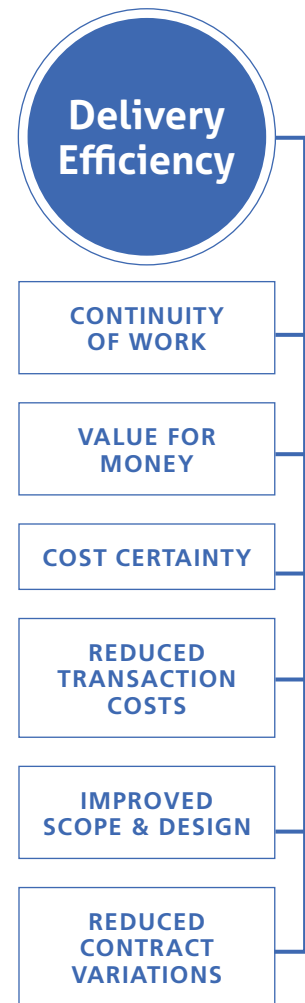 Delivery
Efficiency
CONTINUITY
OF WORK
VALUE FOR
MONEY
COST CERTAINTY
REDUCED
TRANSACTION
COSTS
IMPROVED
SCOPE & DESIGN
REDUCED
CONTRACT
VARIATIONS